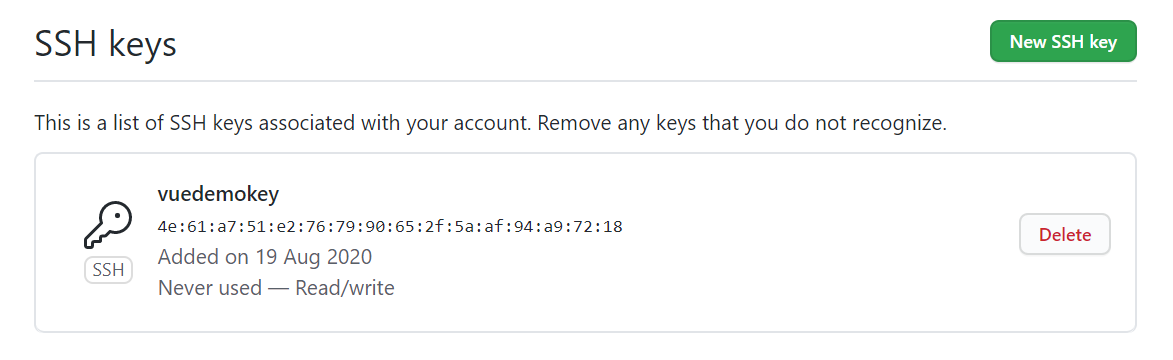 SSH keys
New SSH key
This is a list of SSH keys associated with your account. Remove any keys that you do not recognize.
vuedemokey
4e:61:a7:51:e2:76:79:90:65:2f:5a:af:94:a9:72:18
SSH
Added on 19 Aug 2020
Never used — Read/write
Delete